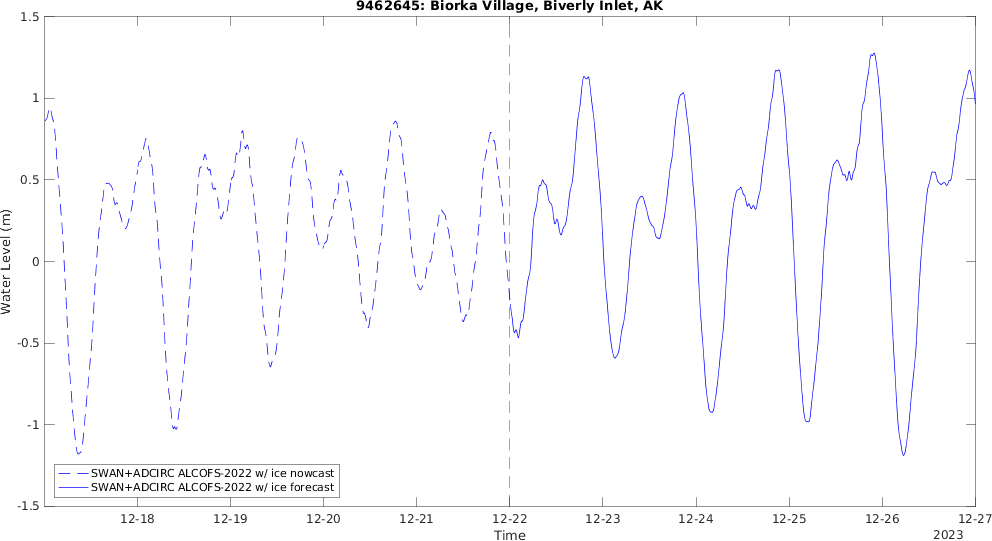 9462645: Biorka Village, Biverly Inlet, AK
Water Level (m)
1.5
1
0.5
0
-0.5
-1
-1.5
SWAN+ADCIRC ALCOFS-2022 w/ ice nowcast
SWAN+ADCIRC ALCOFS-2022 w/ ice forecast
12-18 12-19 12-20 12-21 12-22 12-23 12-24 12-25 12-26 12-27
Time
2023